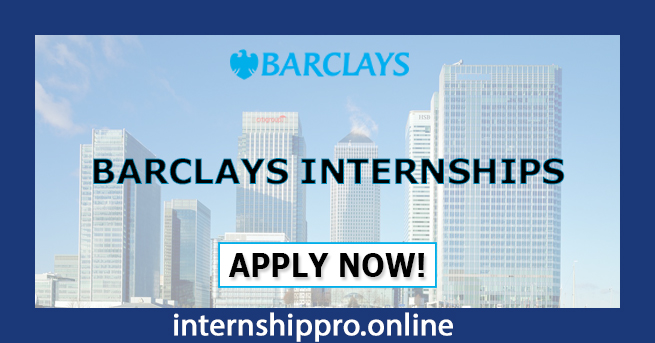 BARCLAYS
BARCLAYS INTERNSHIPS
APPLY NOW!
internshippro.online